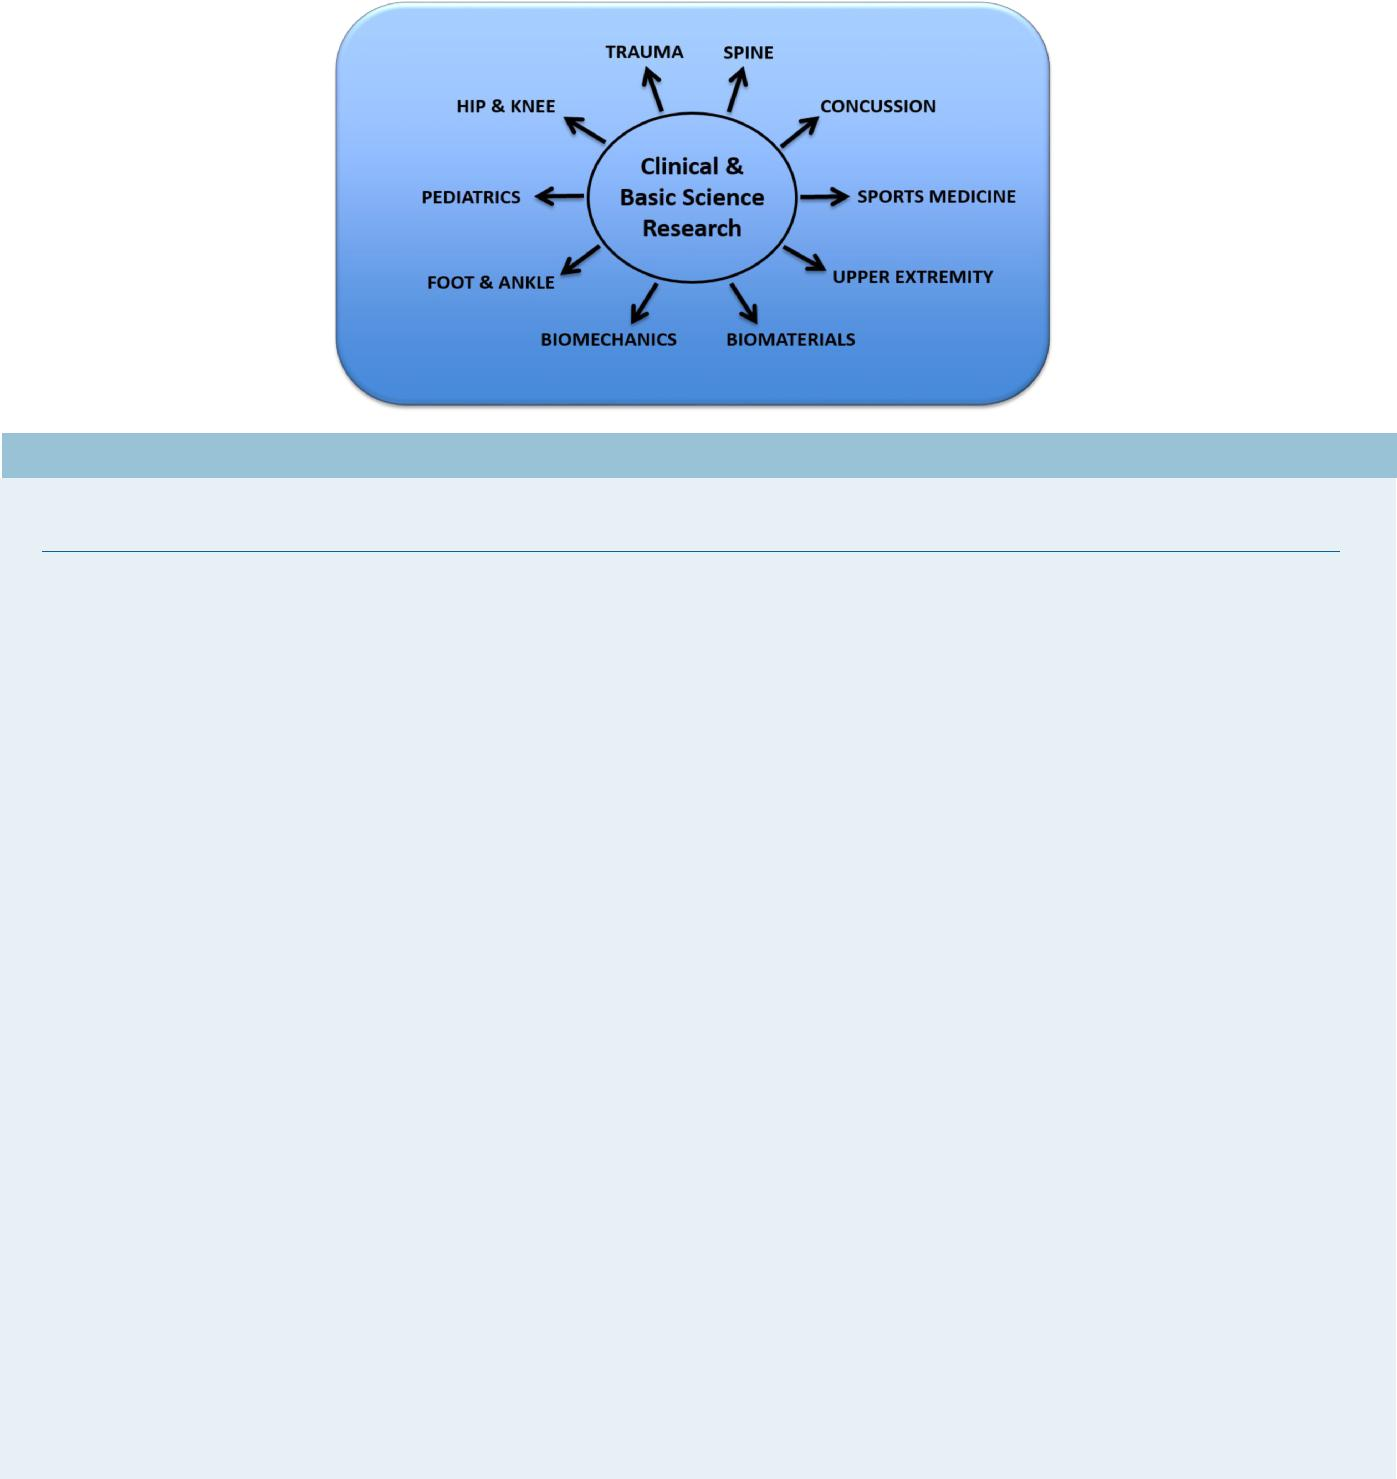 TRAUMA
SPINE
HIP & KNEE
CONCUSSION
Clinical &
Basic Science
Research
PEDIATRICS
SPORTS MEDICINE
FOOT & ANKLE
UPPER EXTREMITY
BIOMECHANICS
BIOMATERIALS